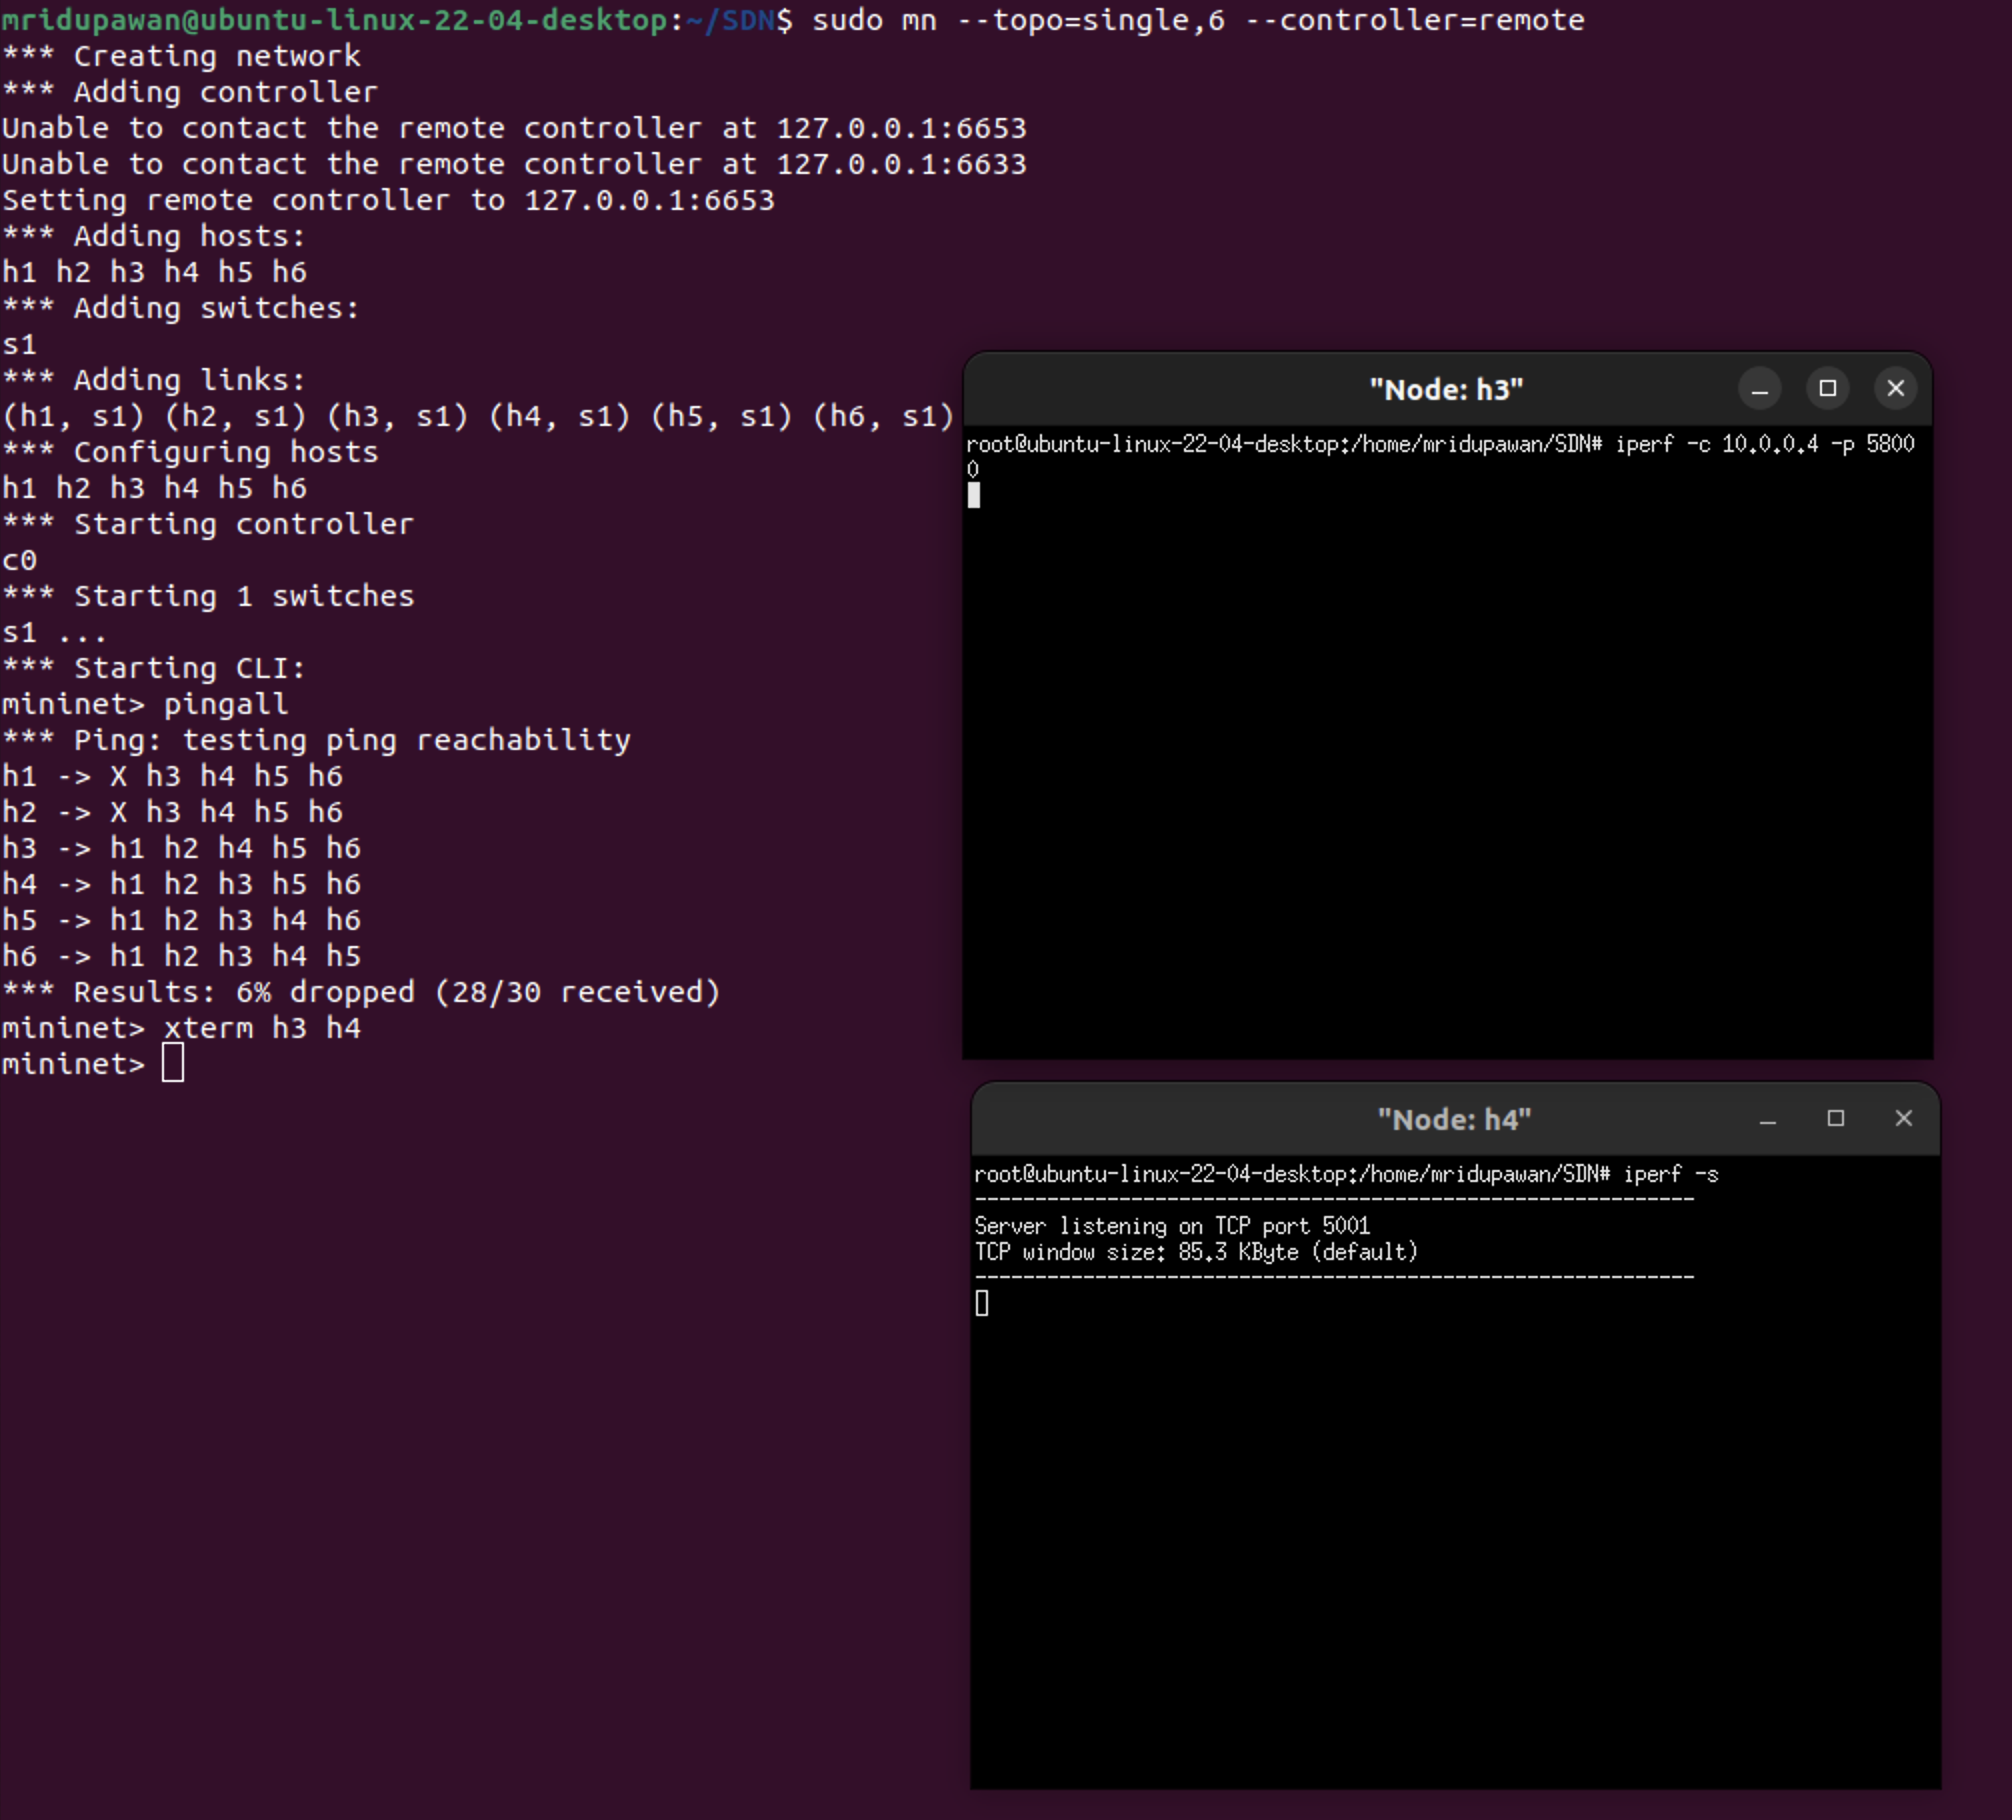 mridupawan@ubuntu-linux-22-04-desktop:~/SDN$ sudo mn --topo=single,6 --controller=remote
*** Creating network
*** Adding controller
Unable to contact the remote controller at 127.0.0.1:6653
Unable to contact the remote controller at 127.0.0.1:6633
Setting remote controller to 127.0.0.1:6653
*** Adding hosts:
h1 h2 h3 h4 h5 h6
*** Adding switches:
s1
*** Adding links:
(h1, s1) (h2, s1) (h3, s1) (h4, s1) (h5, s1) (h6, s1)
*** Configuring hosts
h1 h2 h3 h4 h5 h6
*** Starting controller
c0
*** Starting 1 switches
s1 ...
*** Starting CLI:
mininet> pingall
*** Ping: testing ping reachability
h1 -> X h3 h4 h5 h6
h2 -> X h3 h4 h5 h6
h3 -> h1 h2 h4 h5 h6
h4 -> h1 h2 h3 h5 h6
h5 -> h1 h2 h3 h4 h6
h6 -> h1 h2 h3 h4 h5
*** Results: 6% dropped (28/30 received)
mininet> xterm h3 h4
mininet>
"Node: h3"
root@ubuntu-linux-22-04-desktop:/home/mridupawan/SDN# iperf -c 10.0.0.4 -p 5800
0
"Node: h4"
root@ubuntu-linux-22-04-desktop:/home/mridupawan/SDN# iperf -s
------------------------------------------------------------
Server listening on TCP port 5001
TCP window size: 85.3 KByte (default)
------------------------------------------------------------